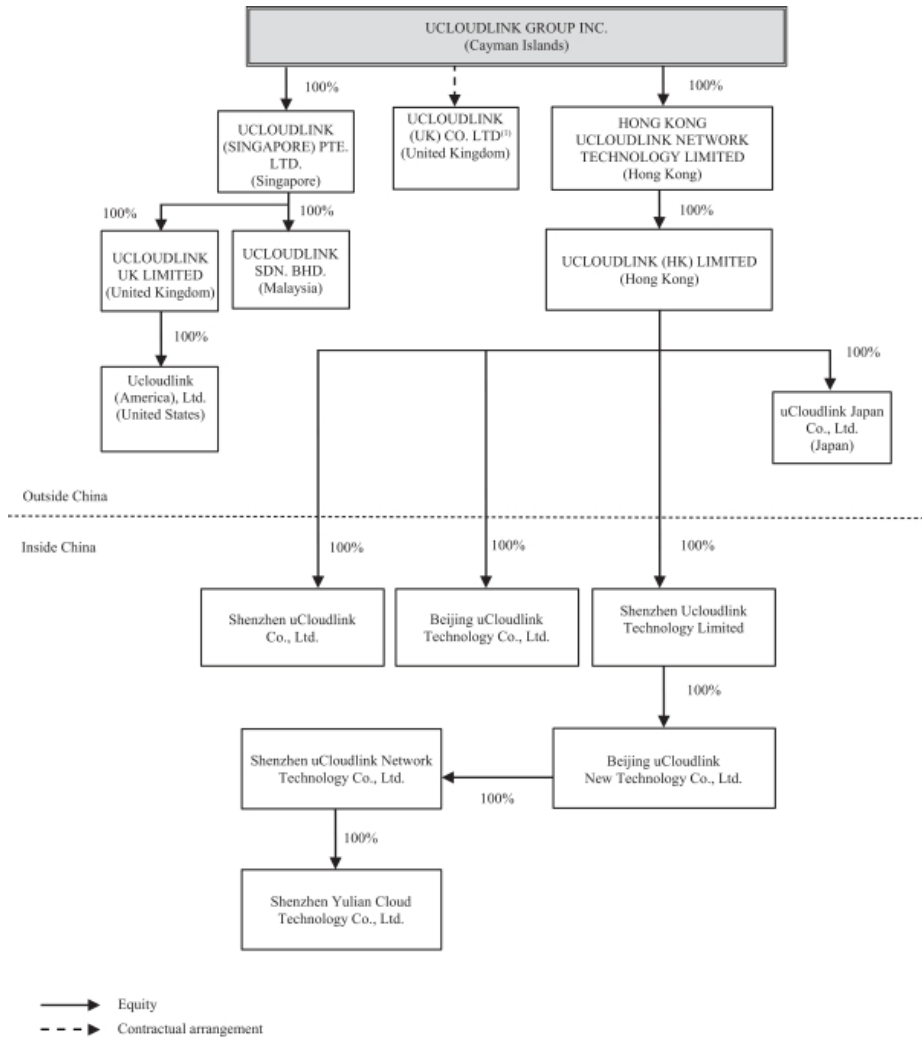 UCLOUDLINK GROUP INC.
(Cayman Islands)
100%
100%
UCLOUDLINK
(SINGAPORE) PTE.
LTD.
(Singapore)
UCLOUDLINK
(UK) CO. LTD(1)
(United Kingdom)
HONG KONG
UCLOUDLINK NETWORK
TECHNOLOGY LIMITED
(Hong Kong)
100%
100%
100%
UCLOUDLINK
UK LIMITED
(United Kingdom)
UCLOUDLINK
SDN. BHD.
(Malaysia)
UCLOUDLINK (HK) LIMITED
(Hong Kong)
100%
100%
Ucloudlink
(America), Ltd.
(United States)
uCloudlink Japan
Co., Ltd.
(Japan)
Outside China
Inside China
100%
100%
100%
Shenzhen uCloudlink
Co., Ltd.
Beijing uCloudlink
Technology Co., Ltd.
Shenzhen Ucloudlink
Technology Limited
100%
Shenzhen uCloudlink Network
Technology Co., Ltd.
Beijing uCloudlink
New Technology Co., Ltd.
100%
100%
Shenzhen Yulian Cloud
Technology Co., Ltd.
Equity
Contractual arrangement